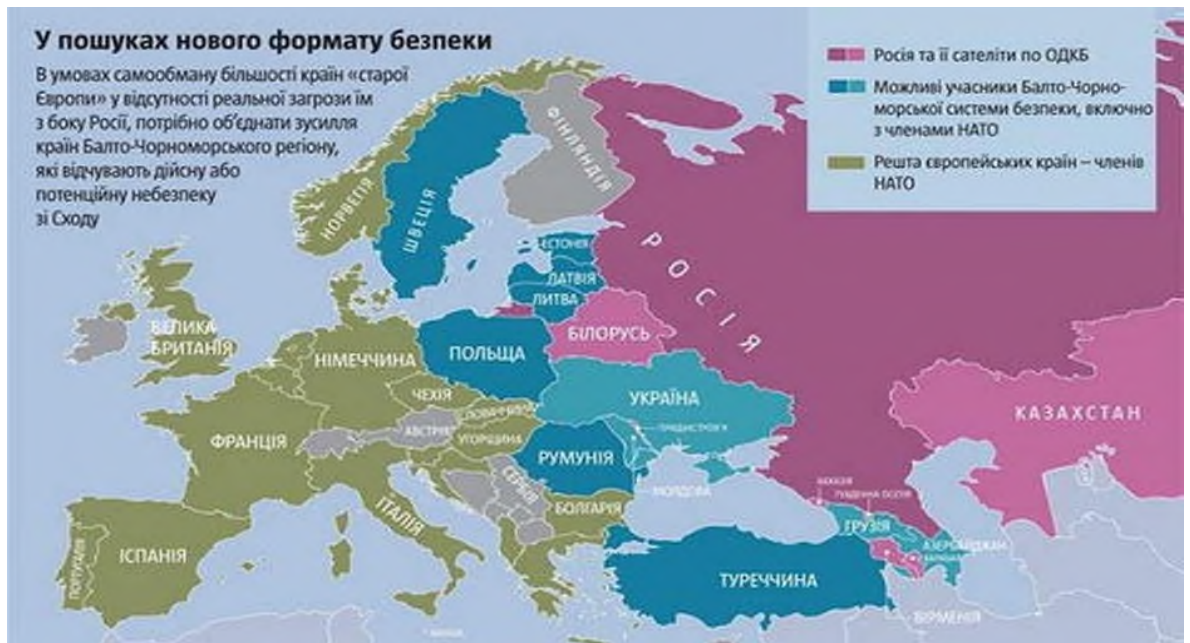 У пошуках нового формату безпеки
В умовах самообману більшості країн «старої
Європи» у відсутності реальної загрози їм
з боку Росії, потрібно об’єднати зусилля
країн Балто-Чорноморського регіону,
які відчувають дійсну або
потенційну небезпеку
зі Сходу
Росія та її сателіти по ОДКБ
Можливі учасники Балто-Чорно-
морської системи безпеки, включно
з членами НАТО
Решта європейських країн – членів
НАТО
ФІНЛЯНДІЯ
НОРВЕГІЯ
ШВЕЦІЯ
ЕСТОНІЯ
ЛАТВІЯ
ЛИТВА
РОСІЯ
ВЕЛИКА
БРИТАНІЯ
БІЛОРУСЬ
НІМЕЧЧИНА
ПОЛЬЩА
ЧЕХІЯ
УКРАЇНА
КАЗАХСТАН
АВСТРІЯ
УГОРЩИНА
ФРАНЦІЯ
РУМУНІЯ
СЕРБІЯ
МОЛДОВА
БОЛГАРІЯ
ІТАЛІЯ
ПІВДЕННА ОСЕТІЯ
ГРУЗІЯ
АЗЕРБАЙДЖАН
ІСПАНІЯ
ПОРТУГАЛІЯ
ТУРЕЧЧИНА
ВІРМЕНІЯ